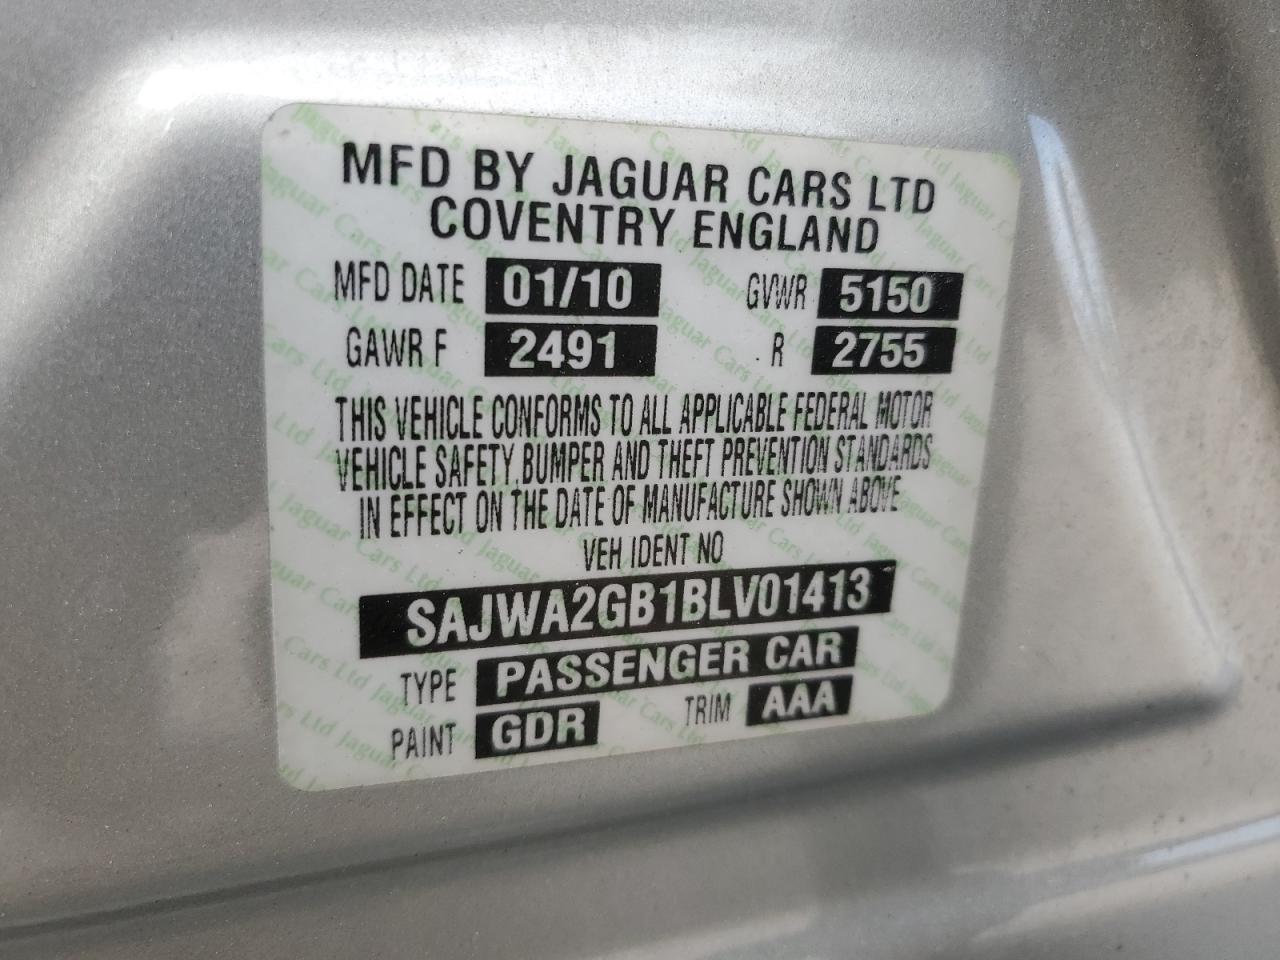 MFD BY JAGUAR CARS LTD
COVENTRY ENGLAND
MFD DATE 01/10 GVWR 5150
GAWR F 2491 R 2755
THIS VEHICLE CONFORMS TO ALL APPLICABLE FEDERAL MOTOR
VEHICLE SAFETY, BUMPER AND THEFT PREVENTION STANDARDS
IN EFFECT ON THE DATE OF MANUFACTURE SHOWN ABOVE
VEH IDENT NO
SAJWA2GB1BLV01413
TYPE PASSENGER CAR
PAINT GDR TRIM AAA